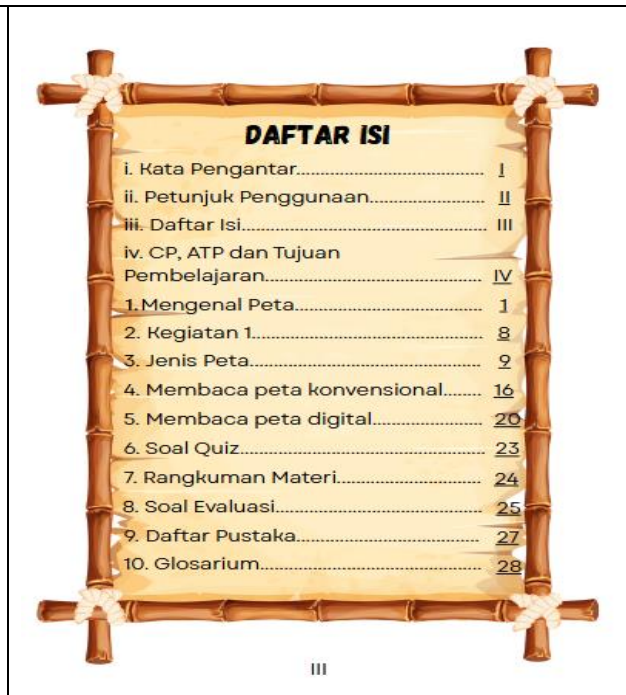 DAFTAR ISI
i. Kata Pengantar.................................................. I
ii. Petunjuk Penggunaan.............................. II
iii. Daftar Isi................................................................ III
iv. CP, ATP dan Tujuan
Pembelajaran......................................................... IV
1. Mengenal Peta.................................................. 1
2. Kegiatan 1............................................................. 8
3. Jenis Peta............................................................. 9
4. Membaca peta konvensional........ 16
5. Membaca peta digital............................. 20
6. Soal Quiz................................................................ 23
7. Rangkuman Materi...................................... 24
8. Soal Evaluasi...................................................... 25
9. Daftar Pustaka................................................ 27
10. Glosarium.......................................................... 28
III